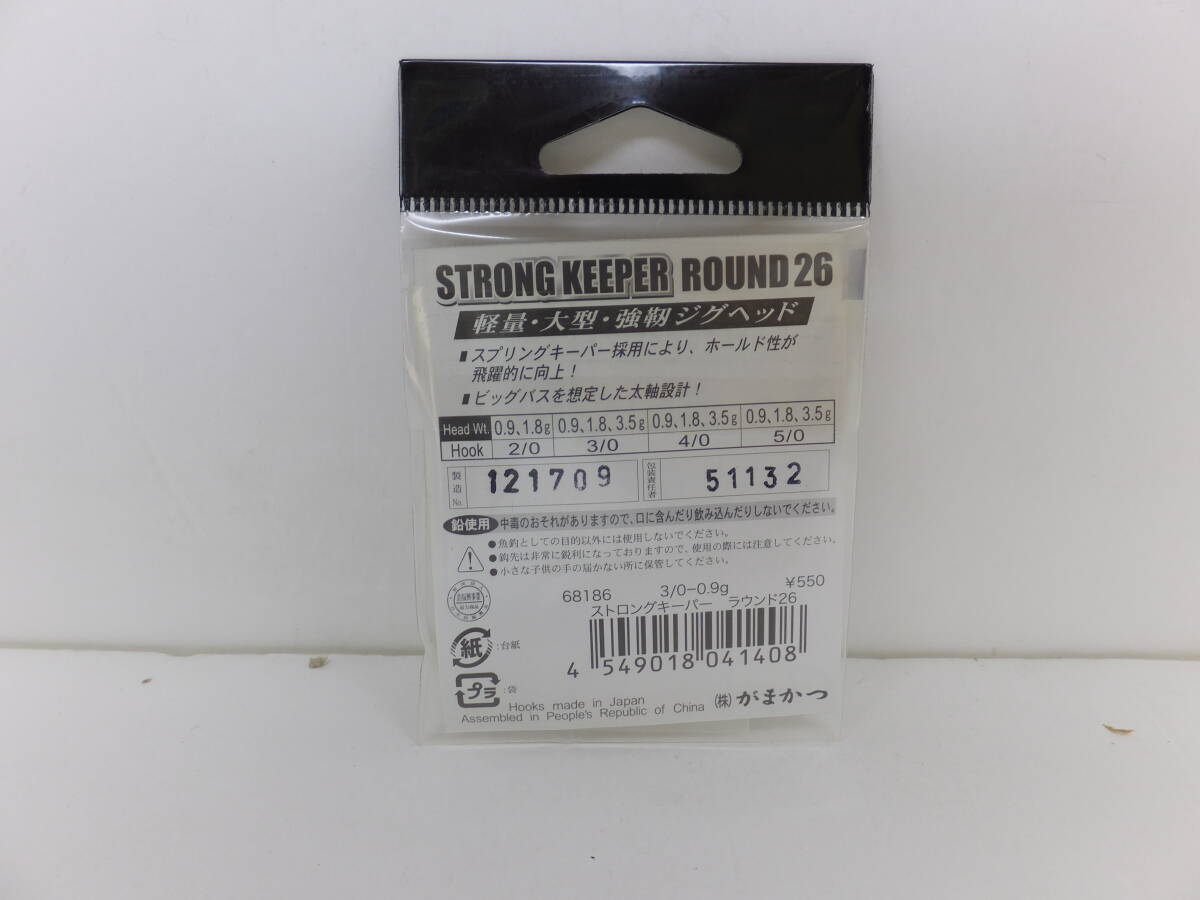 STRONG KEEPER ROUND 26
軽量・大型・強靭ジグヘッド
■スプリングキーパー採用により、ホールド性が
飛躍的に向上！
■ビッグバスを想定した太軸設計！
Head Wt. 0.9、1.8g 0.9、1.8、3.5g 0.9、1.8、3.5g 0.9、1.8、3.5g
Hook 2/0 3/0 4/0 5/0
製造No. 121709 包装責任者 51132
鉛使用 中毒のおそれがありますので、口に含んだり飲み込んだりしないでください。
●魚釣としての目的以外には使用しないでください。
●鈎先は非常に鋭利になっておりますので、使用の際には注意してください。
●小さな子供の手の届かない所に保管してください。
68186 3/0-0.9g ¥550
ストロングキーパー ラウンド26
紙 :台紙
4 549018 041408
プラ :袋
Hooks made in Japan
Assembled in People's Republic of China (株)がまかつ